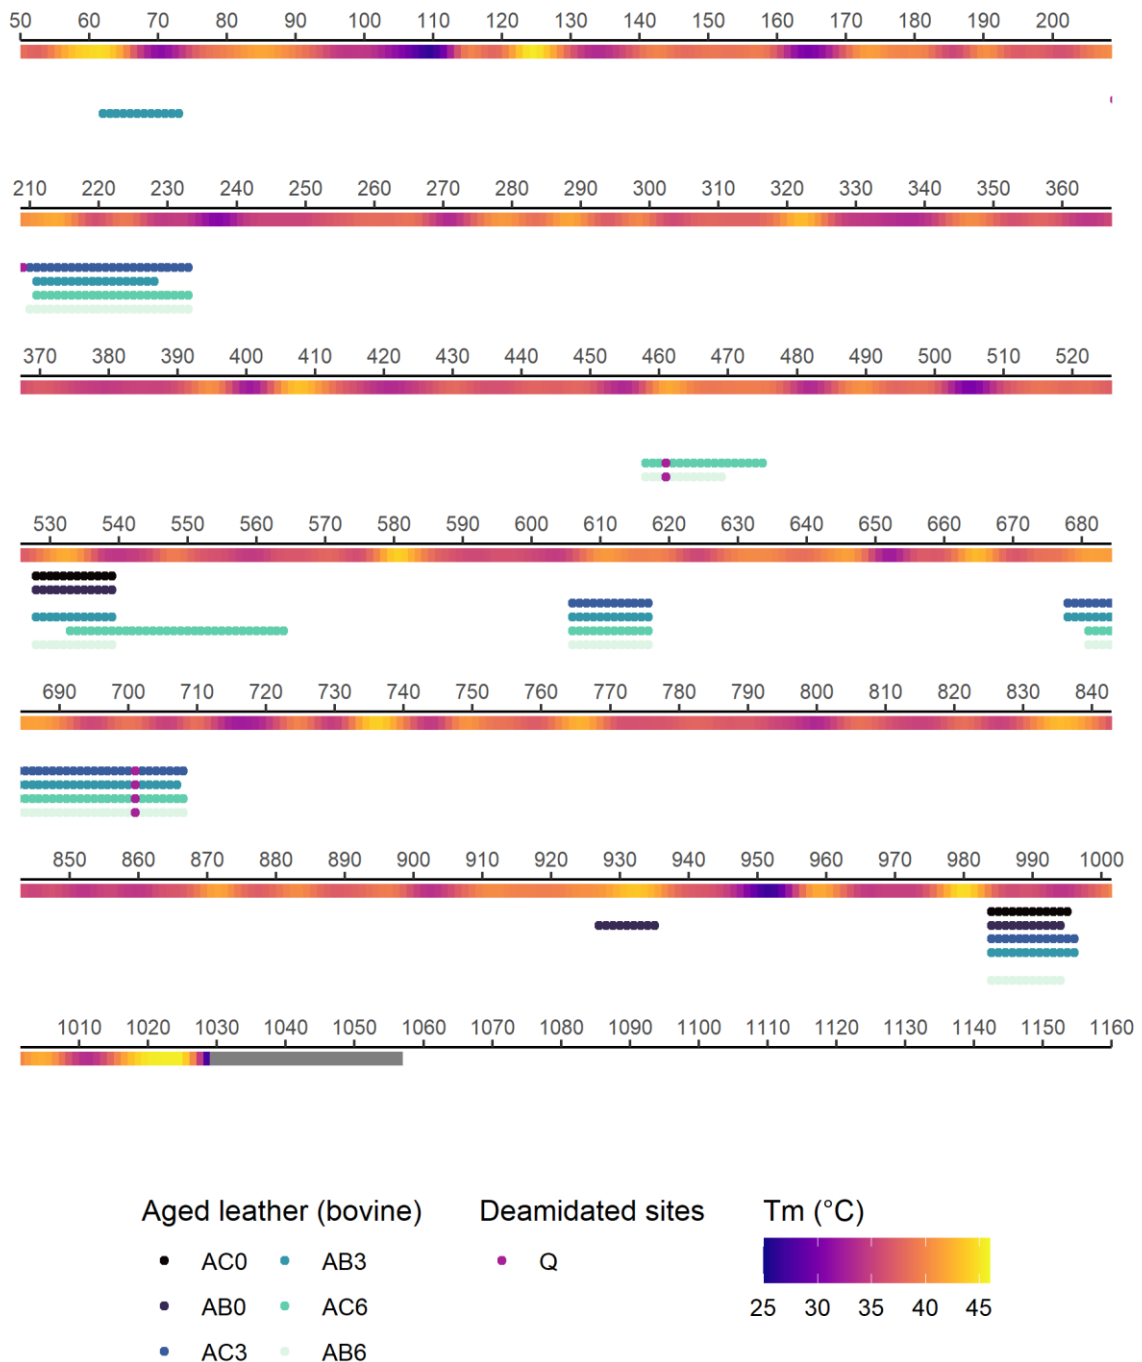 50 60 70 80 90 100 110 120 130 140 150 160 170 180 190 200
210 220 230 240 250 260 270 280 290 300 310 320 330 340 350 360
370 380 390 400 410 420 430 440 450 460 470 480 490 500 510 520
530 540 550 560 570 580 590 600 610 620 630 640 650 660 670 680
690 700 710 720 730 740 750 760 770 780 790 800 810 820 830 840
850 860 870 880 890 900 910 920 930 940 950 960 970 980 990 1000
1010 1020 1030 1040 1050 1060 1070 1080 1090 1100 1110 1120 1130 1140 1150 1160
Aged leather (bovine) Deamidated sites Tm (°C)
AC0 AB3 Q
AB0 AC6 25 30 35 40 45
AC3 AB6